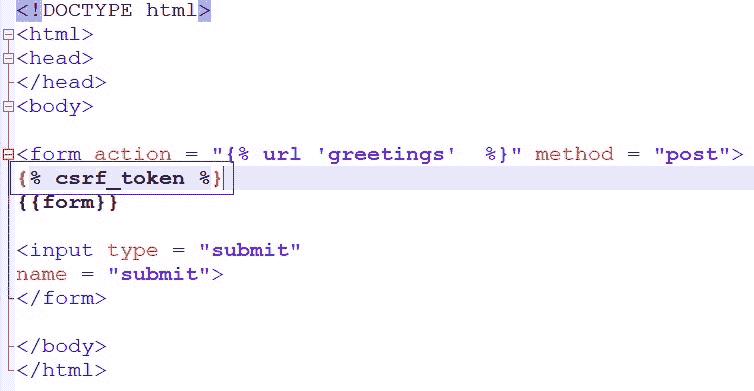 <!DOCTYPE html>
<html>
<head>
</head>
<body>
<form action = "{% url 'greetings'  %}" method = "post">
{% csrf_token %}
{{form}}
<input type = "submit"
name = "submit">
</form>
</body>
</html>